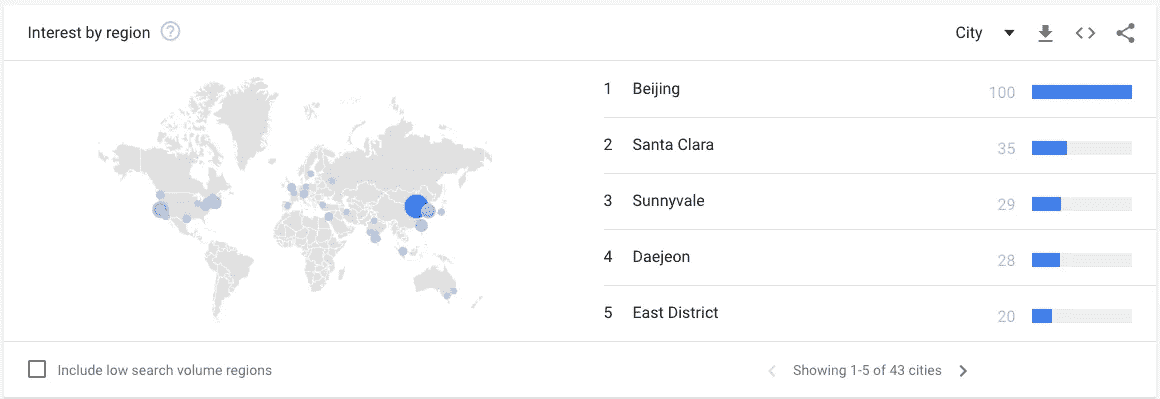 Interest by region ?
City
1 Beijing 100
2 Santa Clara 35
3 Sunnyvale 29
4 Daejeon 28
5 East District 20
Include low search volume regions
Showing 1-5 of 43 cities